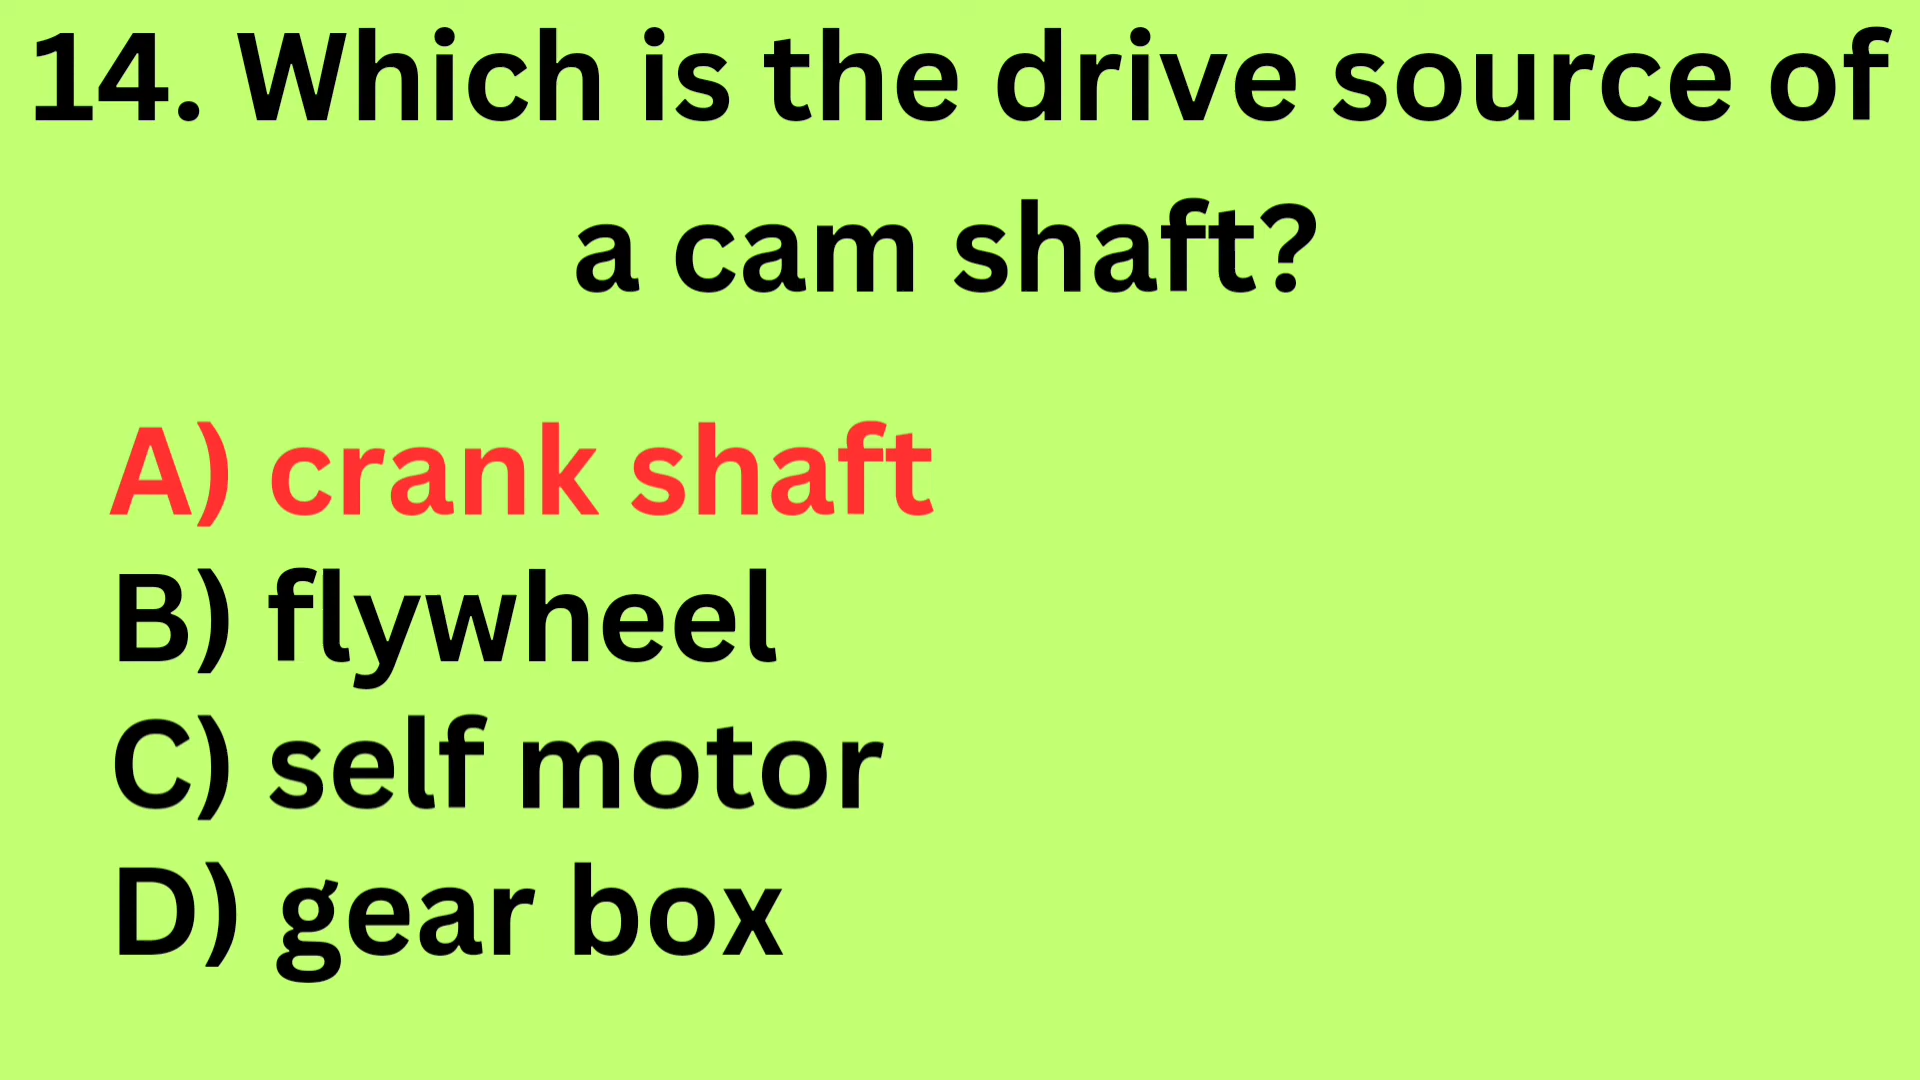 14. Which is the drive source of
a cam shaft?
A) crank shaft
B) flywheel
C) self motor
D) gear box